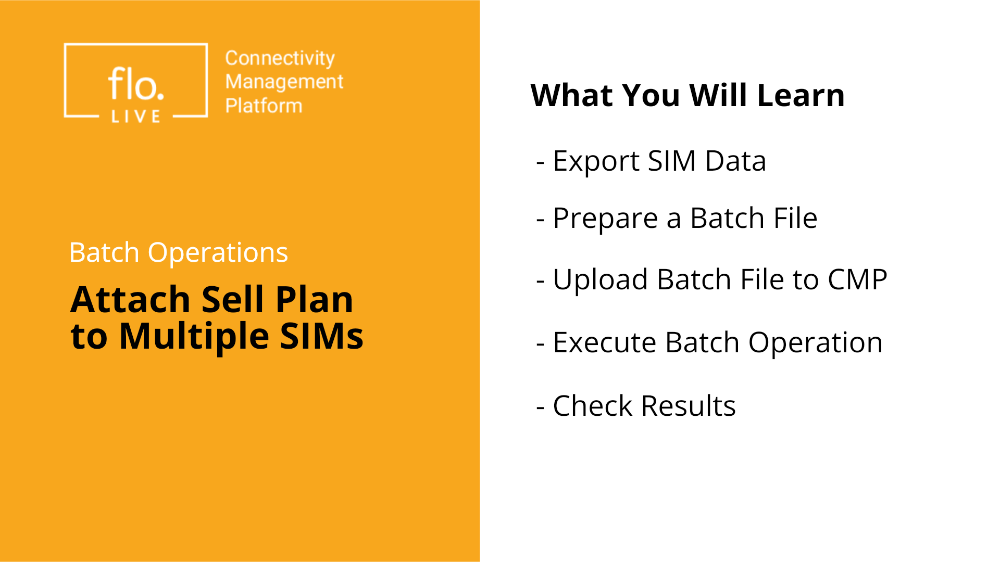 flo.
LIVE
Connectivity
Management
Platform
Batch Operations
Attach Sell Plan
to Multiple SIMs
What You Will Learn
- Export SIM Data
- Prepare a Batch File
- Upload Batch File to CMP
- Execute Batch Operation
- Check Results